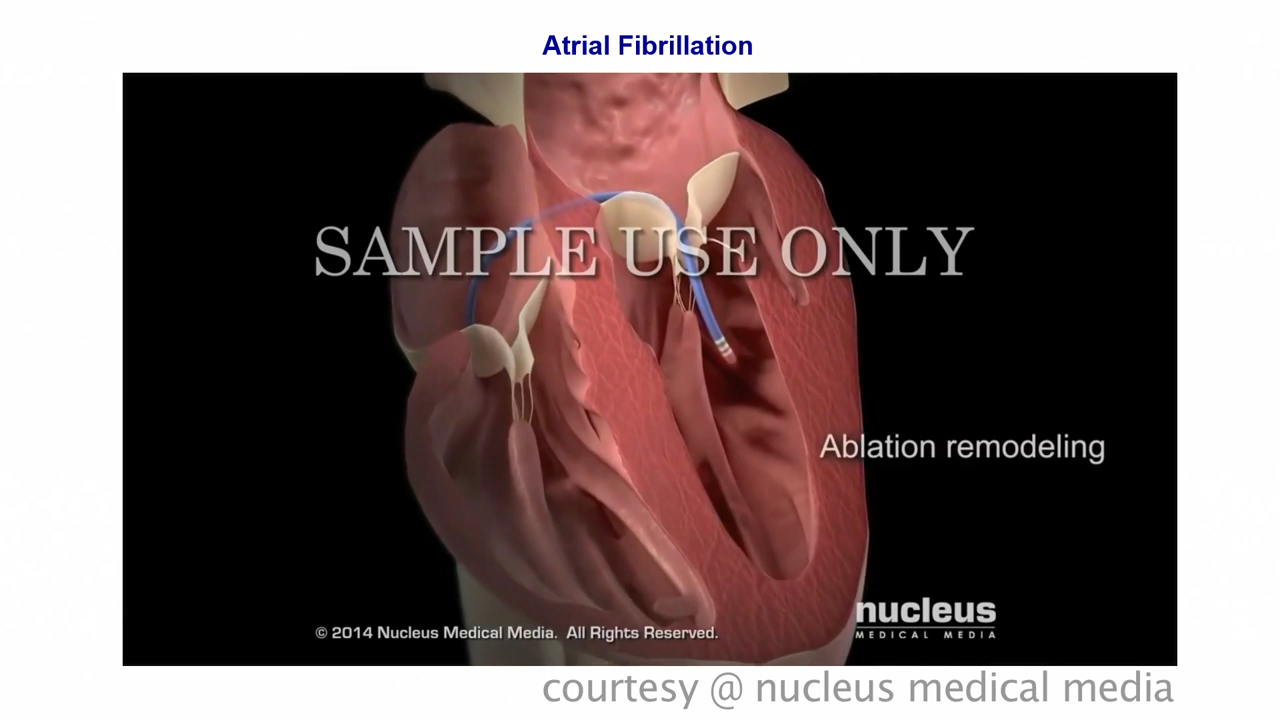 Atrial Fibrillation
SAMPLE USE ONLY
Ablation remodeling
nucleus
MEDICAL MEDIA
© 2014 Nucleus Medical Media. All Rights Reserved.
courtesy @ nucleus medical media